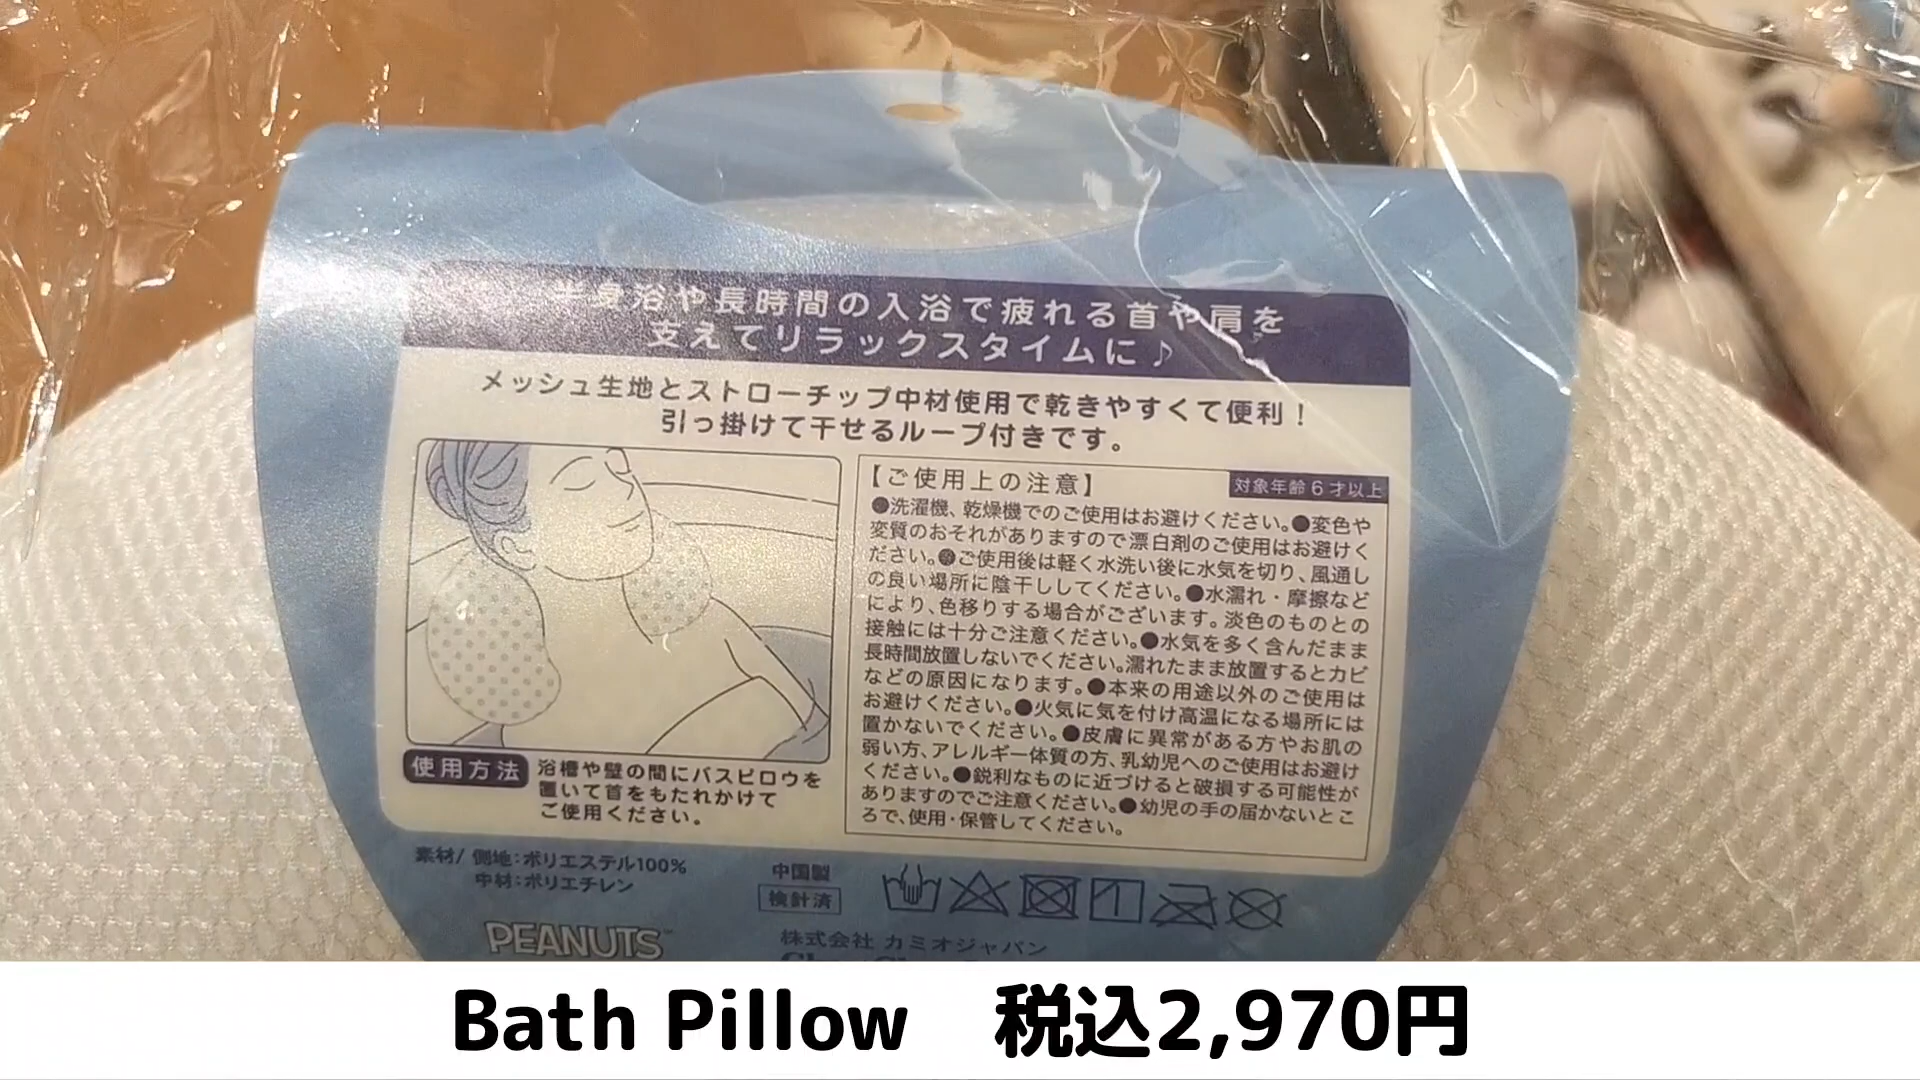 半身浴や長時間の入浴で疲れる首や肩を
支えてリラックスタイムに♪
メッシュ生地とストローチップ中材使用で乾きやすくて便利！
引っ掛けて干せるループ付きです。
【ご使用上の注意】
対象年齢6才以上
●洗濯機、乾燥機でのご使用はお避けください。●変色や
変質のおそれがありますので漂白剤のご使用はお避けく
ださい。●ご使用後は軽く水洗い後に水気を切り、風通し
の良い場所に陰干ししてください。●水濡れ・摩擦など
により、色移りする場合がございます。淡色のものとの
接触には十分ご注意ください。●水気を多く含んだまま
長時間放置しないでください。濡れたまま放置するとカビ
などの原因になります。●本来の用途以外のご使用は
お避けください。●火気に気を付け高温になる場所には
置かないでください。●皮膚に異常がある方やお肌の
弱い方、アレルギー体質の方、乳幼児へのご使用はお避け
ください。●鋭利なものに近づけると破損する可能性が
ありますのでご注意ください。●幼児の手の届かないとこ
ろで、使用・保管してください。
使用方法
浴槽や壁の間にバスピロウを
置いて首をもたれかけて
ご使用ください。
素材/ 側地：ポリエステル100%
中材：ポリエチレン
中国製
検針済
PEANUTS™
株式会社 カミオジャパン
Bath Pillow　税込2,970円